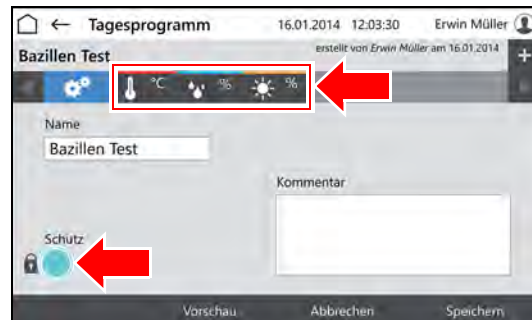 Tagesprogramm 16.01.2014 12:03:30 Erwin Müller
Bazillen Test erstellt von Erwin Müller am 16.01.2014 +
°C % %
Name
Bazillen Test
Kommentar
Schutz
Vorschau Abbrechen Speichern